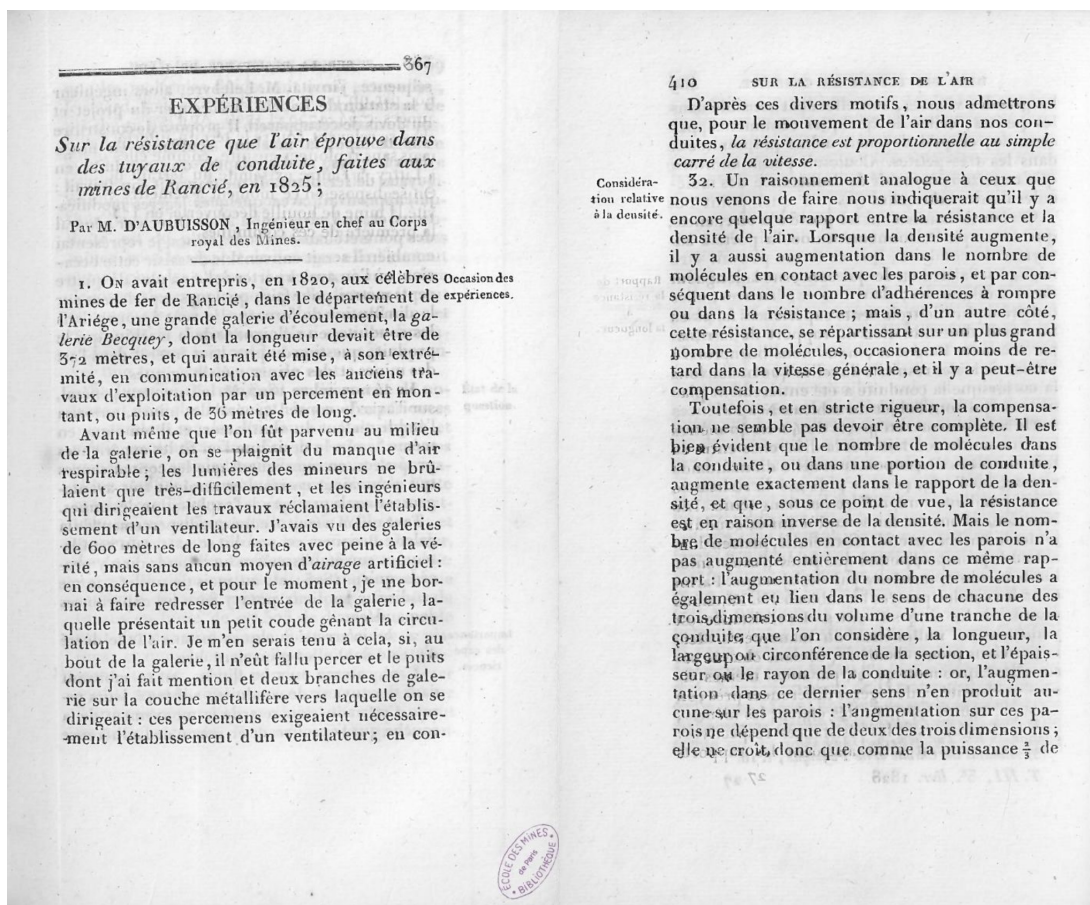 367
EXPÉRIENCES
Sur la résistance que l'air éprouve dans
des tuyaux de conduite, faites aux
mines de Rancié, en 1825 ;
Par M. D'AUBUISSON, Ingénieur en chef au Corps
royal des Mines.
1. ON avait entrepris, en 1820, aux célèbres
Occasion des
mines de fer de Rancié, dans le département de
expériences.
l'Ariége, une grande galerie d'écoulement, la ga-
lerie Becquey, dont la longueur devait être de
372 mètres, et qui aurait été mise, à son extré-
mité, en communication avec les anciens tra-
vaux d'exploitation par un percement en mon-
tant, ou puits, de 36 mètres de long.
Avant même que l'on fût parvenu au milieu
de la galerie, on se plaignit du manque d'air
respirable ; les lumières des mineurs ne brû-
laient que très-difficilement, et les ingénieurs
qui dirigeaient les travaux réclamaient l'établis-
sement d'un ventilateur. J'avais vu des galeries
de 600 mètres de long faites avec peine à la vé-
rité, mais sans aucun moyen d'airage artificiel :
en conséquence, et pour le moment, je me bor-
nai à faire redresser l'entrée de la galerie, la-
quelle présentait un petit coude gênant la circu-
lation de l'air. Je m'en serais tenu à cela, si, au
bout de la galerie, il n'eût fallu percer et le puits
dont j'ai fait mention et deux branches de gale-
rie sur la couche métallifère vers laquelle on se
dirigeait : ces percemens exigeaient nécessaire-
ment l'établissement d'un ventilateur ; en con-
ECOLE DES MINES
de Paris
BIBLIOTHÈQUE
410 SUR LA RÉSISTANCE DE L'AIR
D'après ces divers motifs, nous admettrons
que, pour le mouvement de l'air dans nos con-
duites, la résistance est proportionnelle au simple
carré de la vitesse.
Considéra-
tion relative
à la densité.
32. Un raisonnement analogue à ceux que
nous venons de faire nous indiquerait qu'il y a
encore quelque rapport entre la résistance et la
densité de l'air. Lorsque la densité augmente,
il y a aussi augmentation dans le nombre de
molécules en contact avec les parois, et par con-
séquent dans le nombre d'adhérences à rompre
ou dans la résistance ; mais, d'un autre côté,
cette résistance, se répartissant sur un plus grand
nombre de molécules, occasionera moins de re-
tard dans la vitesse générale, et il y a peut-être
compensation.
Toutefois, et en stricte rigueur, la compensa-
tion ne semble pas devoir être complète. Il est
bien évident que le nombre de molécules dans
la conduite, ou dans une portion de conduite,
augmente exactement dans le rapport de la den-
sité, et que, sous ce point de vue, la résistance
est en raison inverse de la densité. Mais le nom-
bre de molécules en contact avec les parois n'a
pas augmenté entièrement dans ce même rap-
port : l'augmentation du nombre de molécules a
également eu lieu dans le sens de chacune des
trois dimensions du volume d'une tranche de la
conduite que l'on considère, la longueur, la
largeur ou circonférence de la section, et l'épais-
seur ou le rayon de la conduite : or, l'augmen-
tation dans ce dernier sens n'en produit au-
cune sur les parois : l'augmentation sur ces pa-
rois ne dépend que de deux des trois dimensions ;
elle ne croît donc que comme la puissance ⅔ de